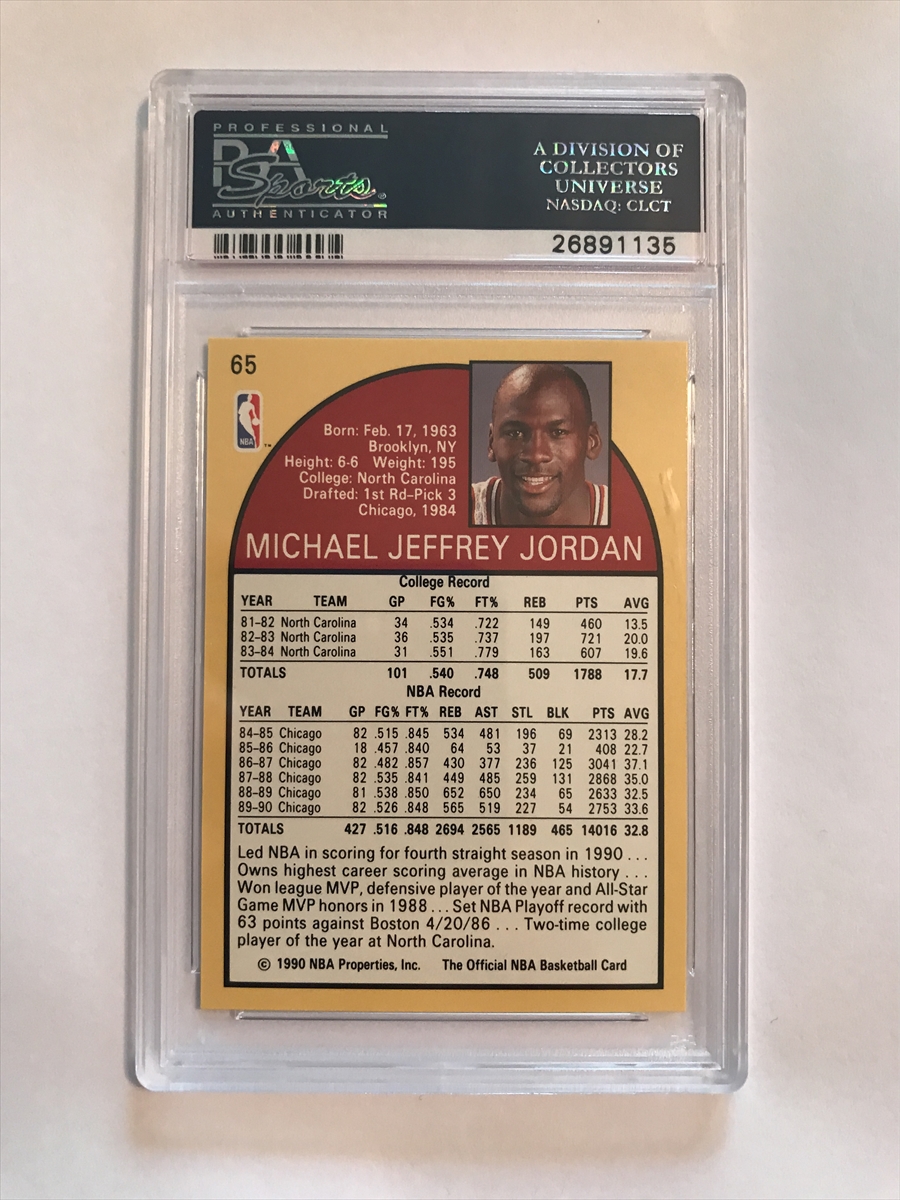 PROFESSIONAL
PSA
Sports®
AUTHENTICATOR
A DIVISION OF
COLLECTORS
UNIVERSE
NASDAQ: CLCT
26891135
65
NBA
™
Born: Feb. 17, 1963
Brooklyn, NY
Height: 6-6 Weight: 195
College: North Carolina
Drafted: 1st Rd-Pick 3
Chicago, 1984
MICHAEL JEFFREY JORDAN
College Record
YEAR TEAM GP FG% FT% REB PTS AVG
81-82 North Carolina 34 .534 .722 149 460 13.5
82-83 North Carolina 36 .535 .737 197 721 20.0
83-84 North Carolina 31 .551 .779 163 607 19.6
TOTALS 101 .540 .748 509 1788 17.7
NBA Record
YEAR TEAM GP FG% FT% REB AST STL BLK PTS AVG
84-85 Chicago 82 .515 .845 534 481 196 69 2313 28.2
85-86 Chicago 18 .457 .840 64 53 37 21 408 22.7
86-87 Chicago 82 .482 .857 430 377 236 125 3041 37.1
87-88 Chicago 82 .535 .841 449 485 259 131 2868 35.0
88-89 Chicago 81 .538 .850 652 650 234 65 2633 32.5
89-90 Chicago 82 .526 .848 565 519 227 54 2753 33.6
TOTALS 427 .516 .848 2694 2565 1189 465 14016 32.8
Led NBA in scoring for fourth straight season in 1990 . . .
Owns highest career scoring average in NBA history . . .
Won league MVP, defensive player of the year and All-Star
Game MVP honors in 1988 . . . Set NBA Playoff record with
63 points against Boston 4/20/86 . . . Two-time college
player of the year at North Carolina.
© 1990 NBA Properties, Inc. The Official NBA Basketball Card